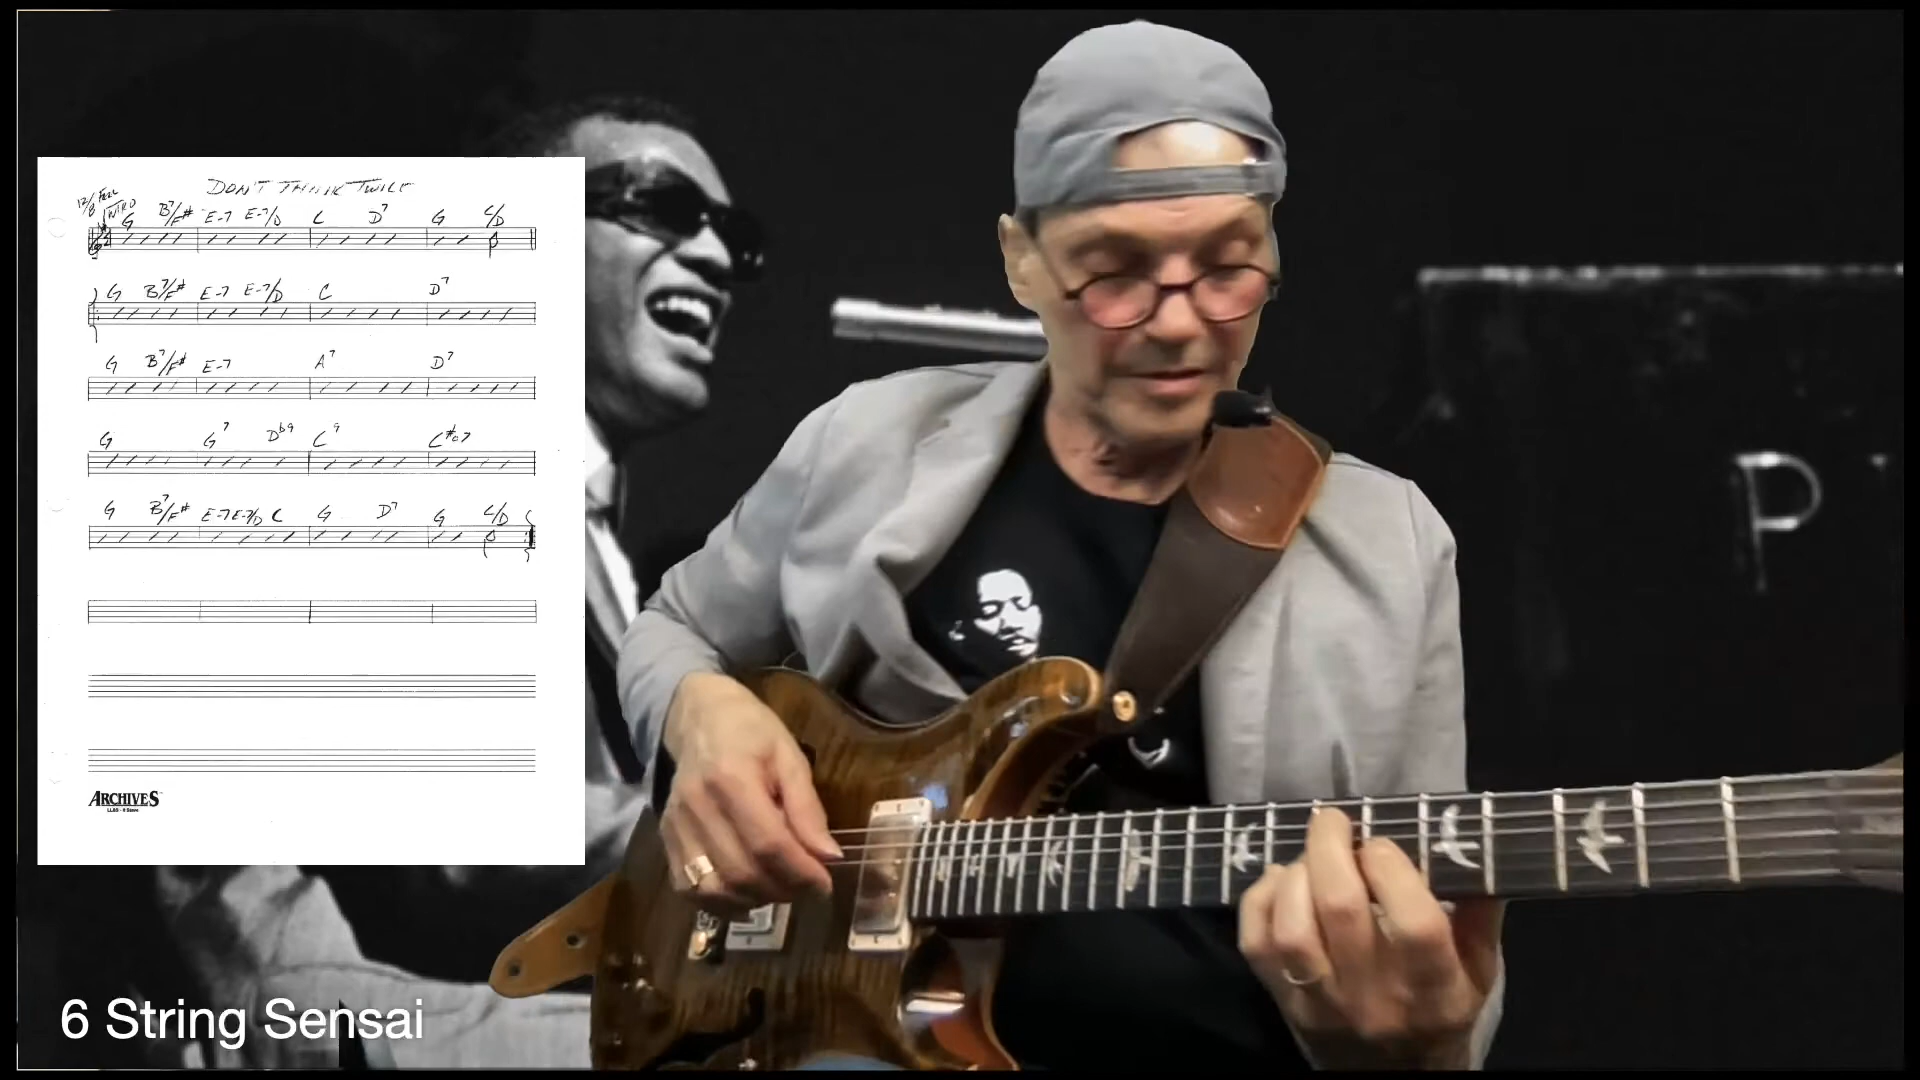 DON'T THINK TWICE
12/8 FEEL
INTRO
G B7/F# E-7 E-7/D C D7 G C/D
G B7/F# E-7 E-7/D C D7
G B7/F# E-7 A7 D7
G G7 Db9 C9 C#o7
G B7/F# E-7 E-7/D C G D7 G C/D
ARCHIVES
P
6 String Sensai